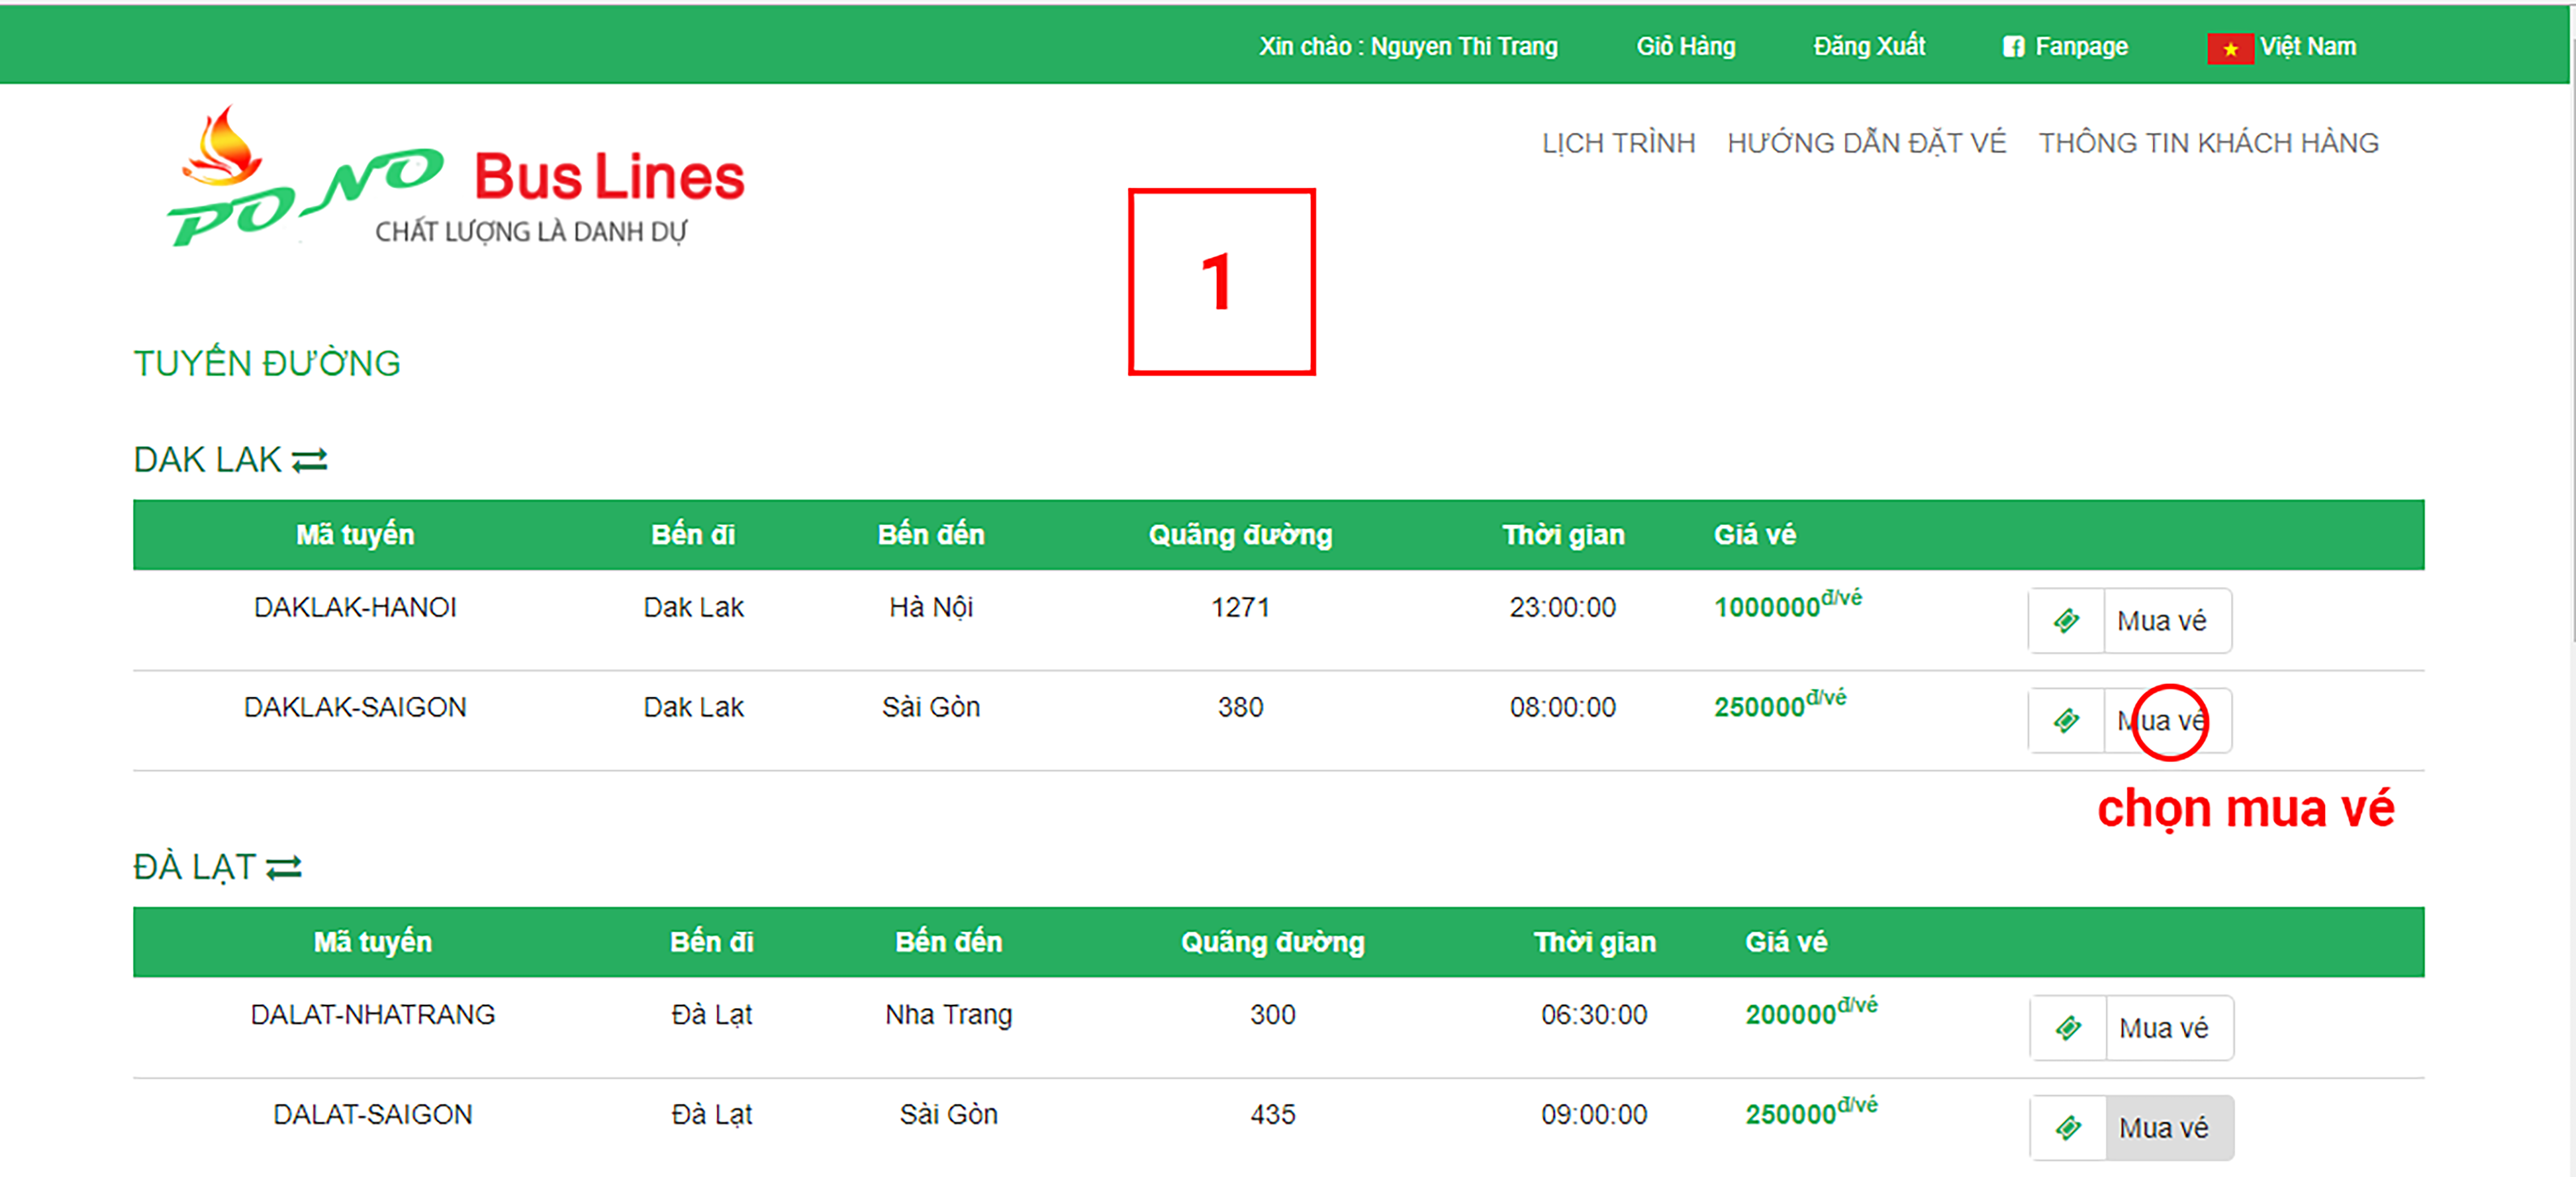 Xin chào : Nguyen Thi Trang Giỏ Hàng Đăng Xuất Fanpage Việt Nam
PONO Bus Lines
CHẤT LƯỢNG LÀ DANH DỰ
LỊCH TRÌNH HƯỚNG DẪN ĐẶT VÉ THÔNG TIN KHÁCH HÀNG
1
TUYẾN ĐƯỜNG
DAK LAK
Mã tuyến Bến đi Bến đến Quãng đường Thời gian Giá vé
DAKLAK-HANOI Dak Lak Hà Nội 1271 23:00:00 1000000đ/vé Mua vé
DAKLAK-SAIGON Dak Lak Sài Gòn 380 08:00:00 250000đ/vé Mua vé
chọn mua vé
ĐÀ LẠT
Mã tuyến Bến đi Bến đến Quãng đường Thời gian Giá vé
DALAT-NHATRANG Đà Lạt Nha Trang 300 06:30:00 200000đ/vé Mua vé
DALAT-SAIGON Đà Lạt Sài Gòn 435 09:00:00 250000đ/vé Mua vé